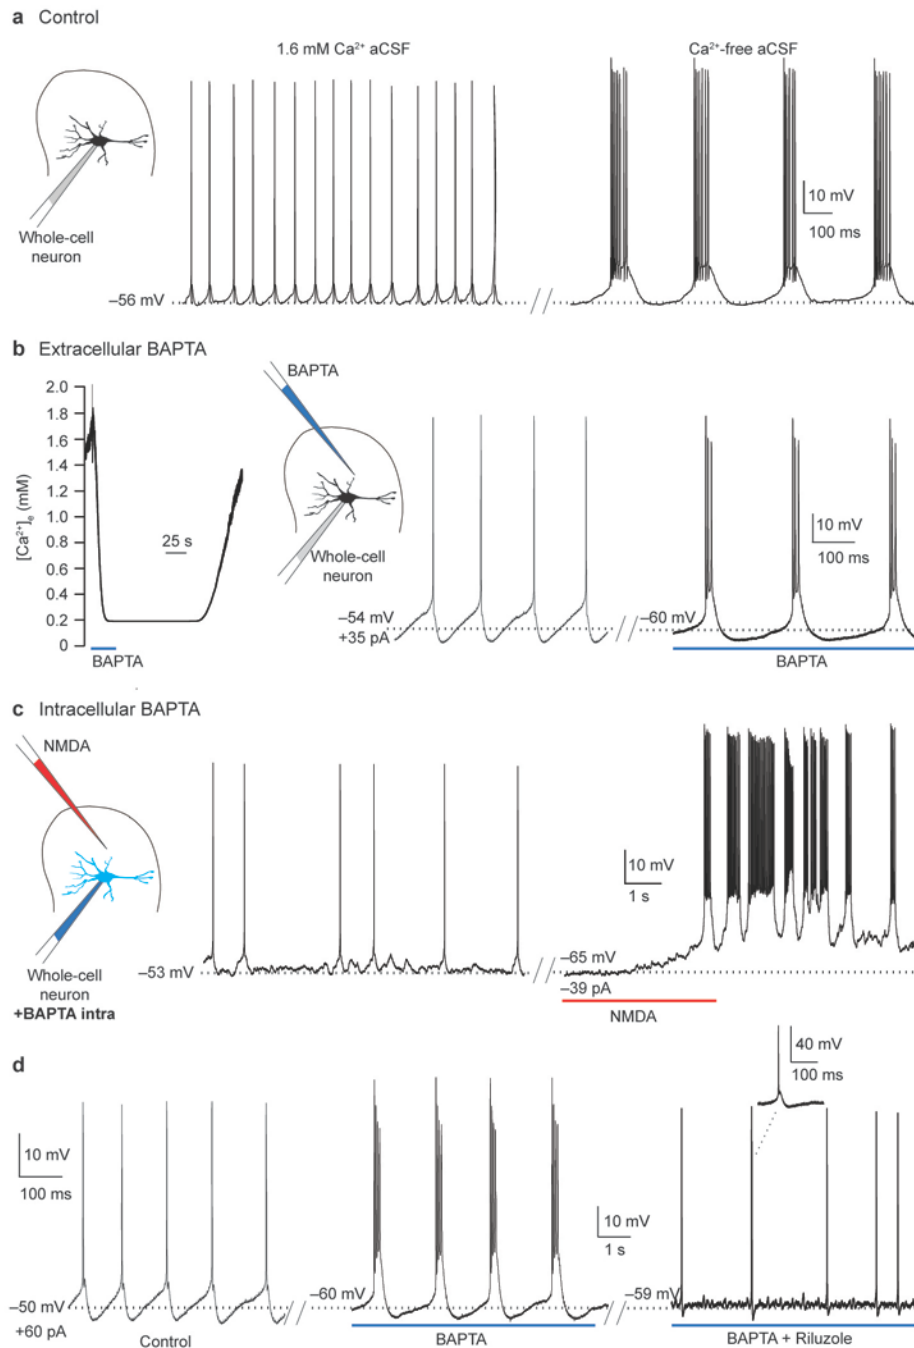 a Control
1.6 mM Ca²⁺ aCSF
Ca²⁺-free aCSF
10 mV
100 ms
Whole-cell
neuron
–56 mV
b Extracellular BAPTA
2.0
1.8
1.6
1.4
1.2
1.0
0.8
0.6
0.4
0.2
0
[Ca²⁺]ₑ (mM)
25 s
BAPTA
BAPTA
Whole-cell
neuron
–54 mV
+35 pA
–60 mV
10 mV
100 ms
BAPTA
c Intracellular BAPTA
NMDA
Whole-cell
neuron
+BAPTA intra
–53 mV
10 mV
1 s
–65 mV
–39 pA
NMDA
d
10 mV
100 ms
–50 mV
+60 pA
Control
–60 mV
BAPTA
10 mV
1 s
40 mV
100 ms
–59 mV
BAPTA + Riluzole